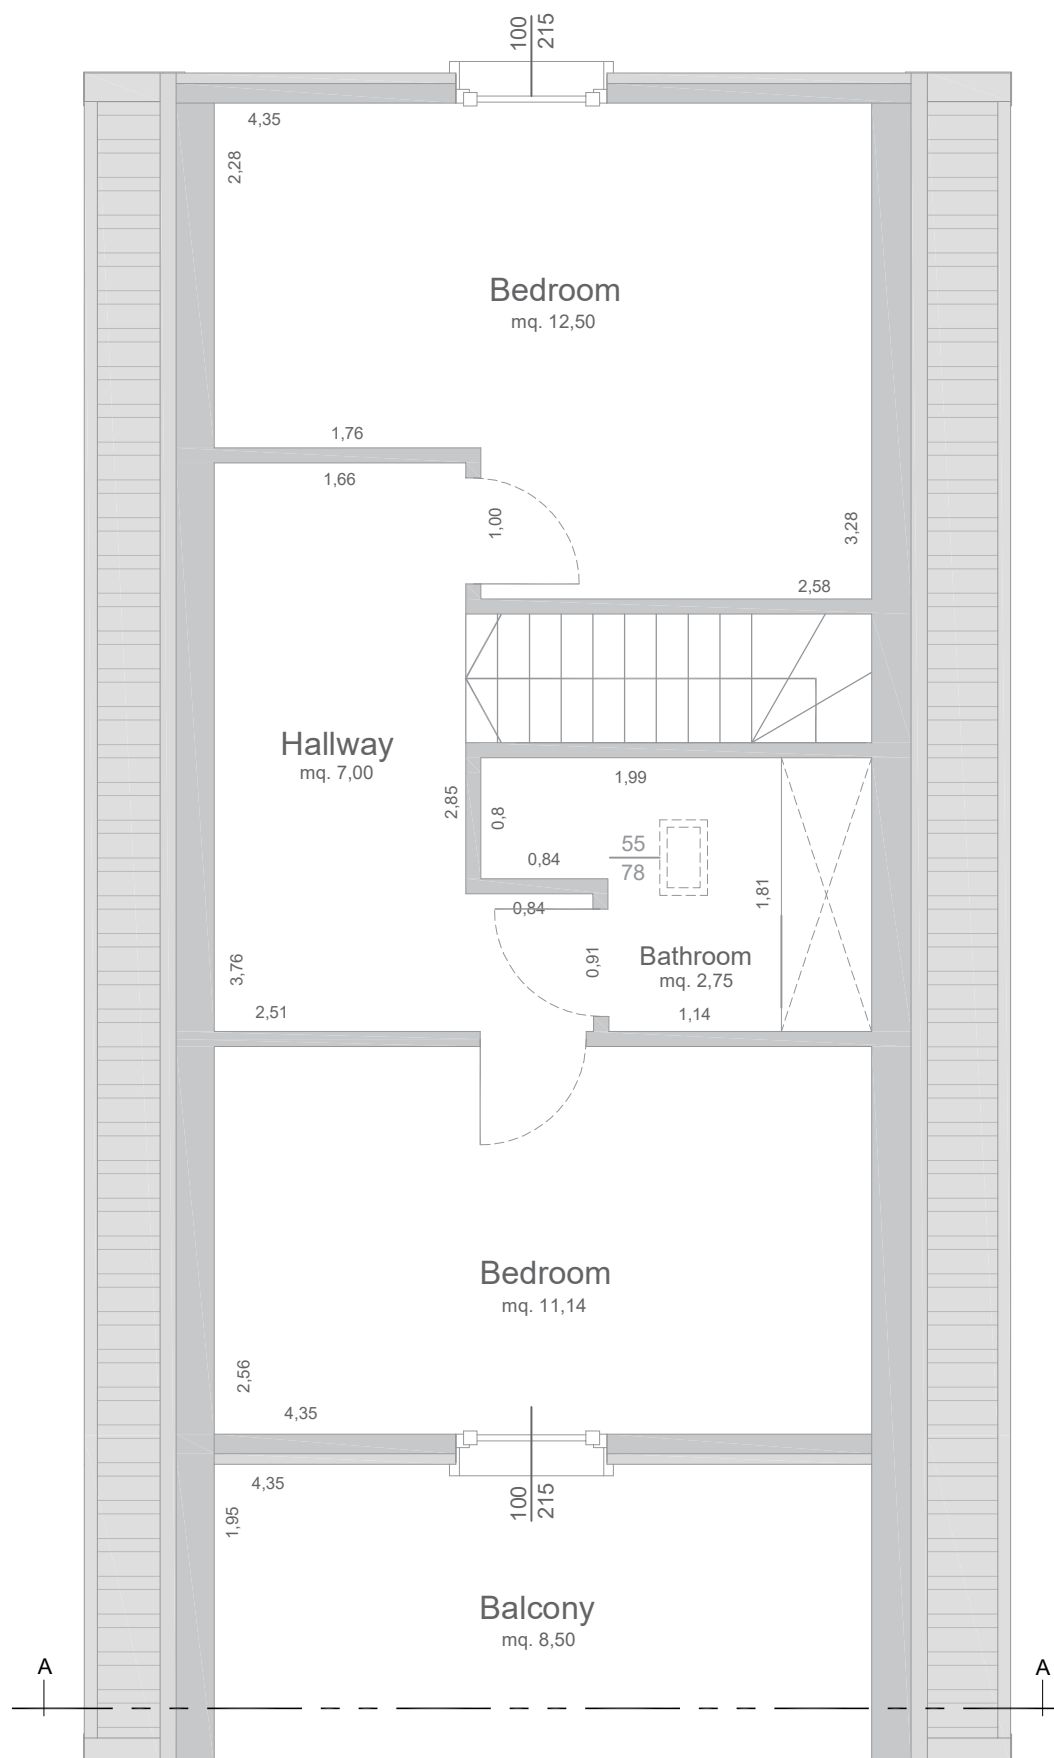 100
215
4,35
2,28
Bedroom
mq. 12,50
1,76
1,66
1,00
3,28
2,58
Hallway
mq. 7,00
1,99
2,85
0,8
55
78
0,84
1,81
0,84
0,91
Bathroom
mq. 2,75
3,76
2,51
1,14
Bedroom
mq. 11,14
2,56
4,35
4,35
100
215
1,95
Balcony
mq. 8,50
A
A